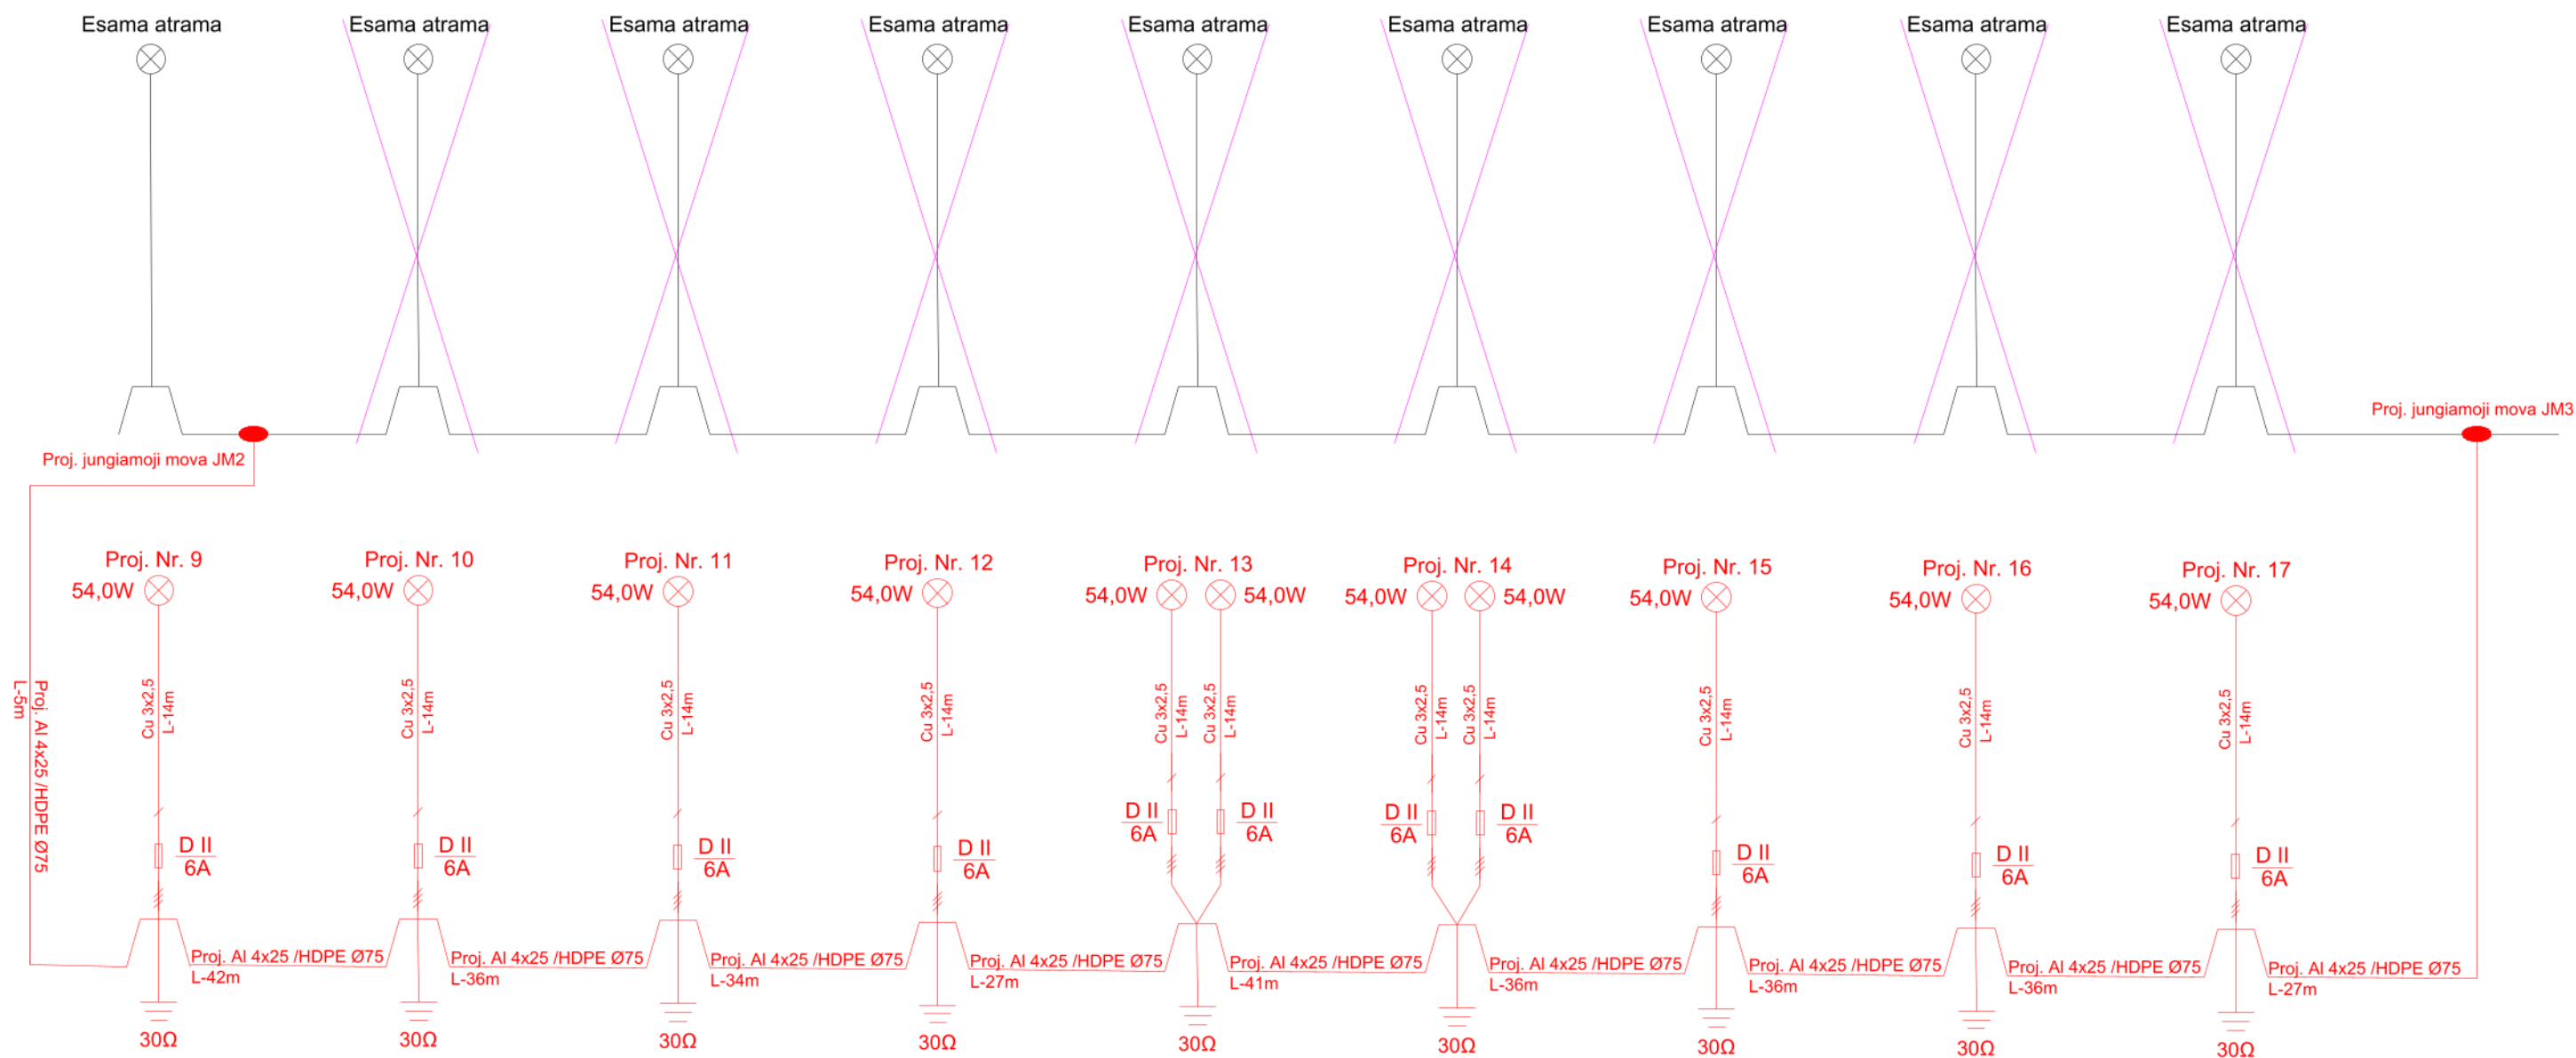 Esama atrama
Esama atrama
Esama atrama
Esama atrama
Esama atrama
Esama atrama
Esama atrama
Esama atrama
Esama atrama
Proj. jungiamoji mova JM3
Proj. jungiamoji mova JM2
Proj. Al 4x25 /HDPE Ø75
L-5m
Proj. Nr. 9
54,0W
Cu 3x2,5
L-14m
D II
6A
30Ω
Proj. Al 4x25 /HDPE Ø75
L-42m
Proj. Nr. 10
54,0W
Cu 3x2,5
L-14m
D II
6A
30Ω
Proj. Al 4x25 /HDPE Ø75
L-36m
Proj. Nr. 11
54,0W
Cu 3x2,5
L-14m
D II
6A
30Ω
Proj. Al 4x25 /HDPE Ø75
L-34m
Proj. Nr. 12
54,0W
Cu 3x2,5
L-14m
D II
6A
30Ω
Proj. Al 4x25 /HDPE Ø75
L-27m
Proj. Nr. 13
54,0W
54,0W
Cu 3x2,5
L-14m
Cu 3x2,5
L-14m
D II
6A
D II
6A
30Ω
Proj. Al 4x25 /HDPE Ø75
L-41m
Proj. Nr. 14
54,0W
54,0W
Cu 3x2,5
L-14m
Cu 3x2,5
L-14m
D II
6A
D II
6A
30Ω
Proj. Al 4x25 /HDPE Ø75
L-36m
Proj. Nr. 15
54,0W
Cu 3x2,5
L-14m
D II
6A
30Ω
Proj. Al 4x25 /HDPE Ø75
L-36m
Proj. Nr. 16
54,0W
Cu 3x2,5
L-14m
D II
6A
30Ω
Proj. Al 4x25 /HDPE Ø75
L-36m
Proj. Nr. 17
54,0W
Cu 3x2,5
L-14m
D II
6A
30Ω
Proj. Al 4x25 /HDPE Ø75
L-27m